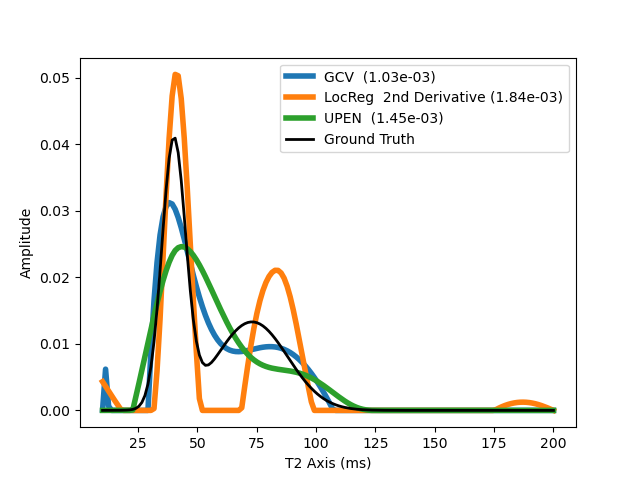 GCV (1.03e-03)
LocReg 2nd Derivative (1.84e-03)
UPEN (1.45e-03)
Ground Truth
Amplitude
0.05
0.04
0.03
0.02
0.01
0.00
25 50 75 100 125 150 175 200
T2 Axis (ms)